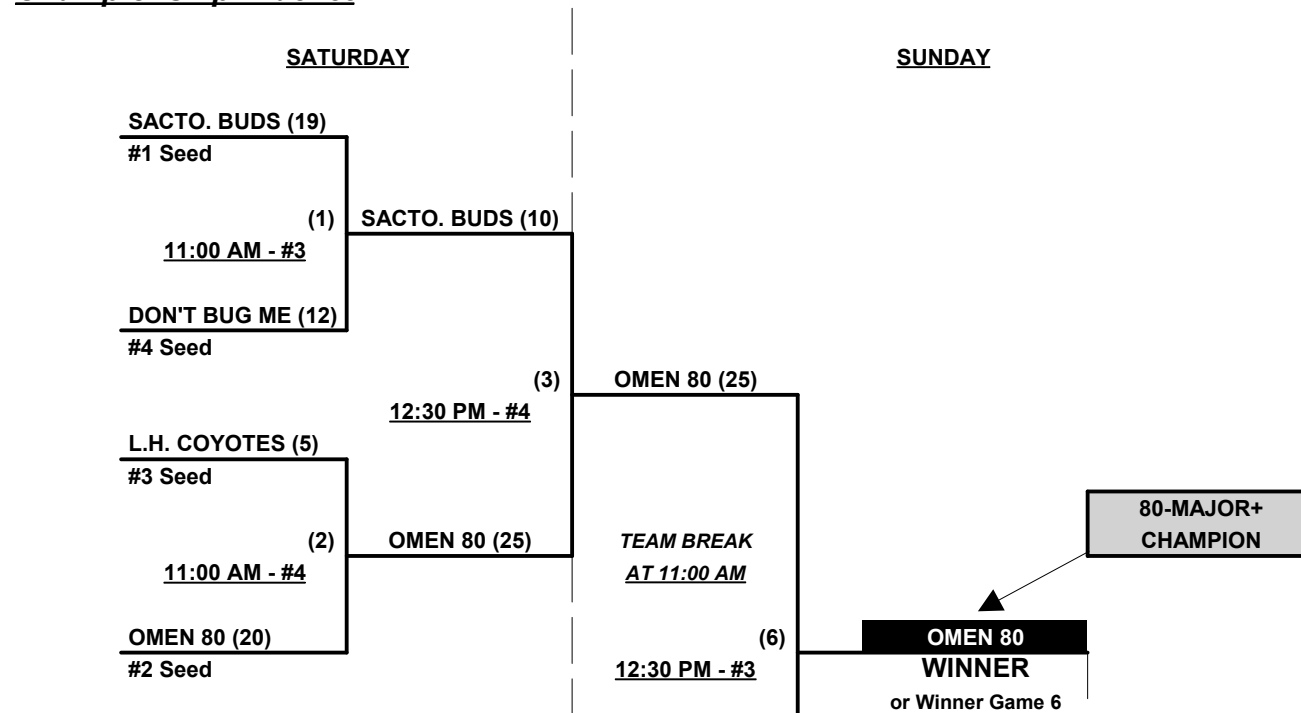 SATURDAY
SUNDAY
SACTO. BUDS (19)
#1 Seed
(1)
SACTO. BUDS (10)
11:00 AM - #3
DON'T BUG ME (12)
#4 Seed
(3)
OMEN 80 (25)
12:30 PM - #4
L.H. COYOTES (5)
#3 Seed
80-MAJOR+
CHAMPION
(2)
OMEN 80 (25)
TEAM BREAK
11:00 AM - #4
AT 11:00 AM
OMEN 80 (20)
#2 Seed
(6)
12:30 PM - #3
OMEN 80
WINNER
or Winner Game 6